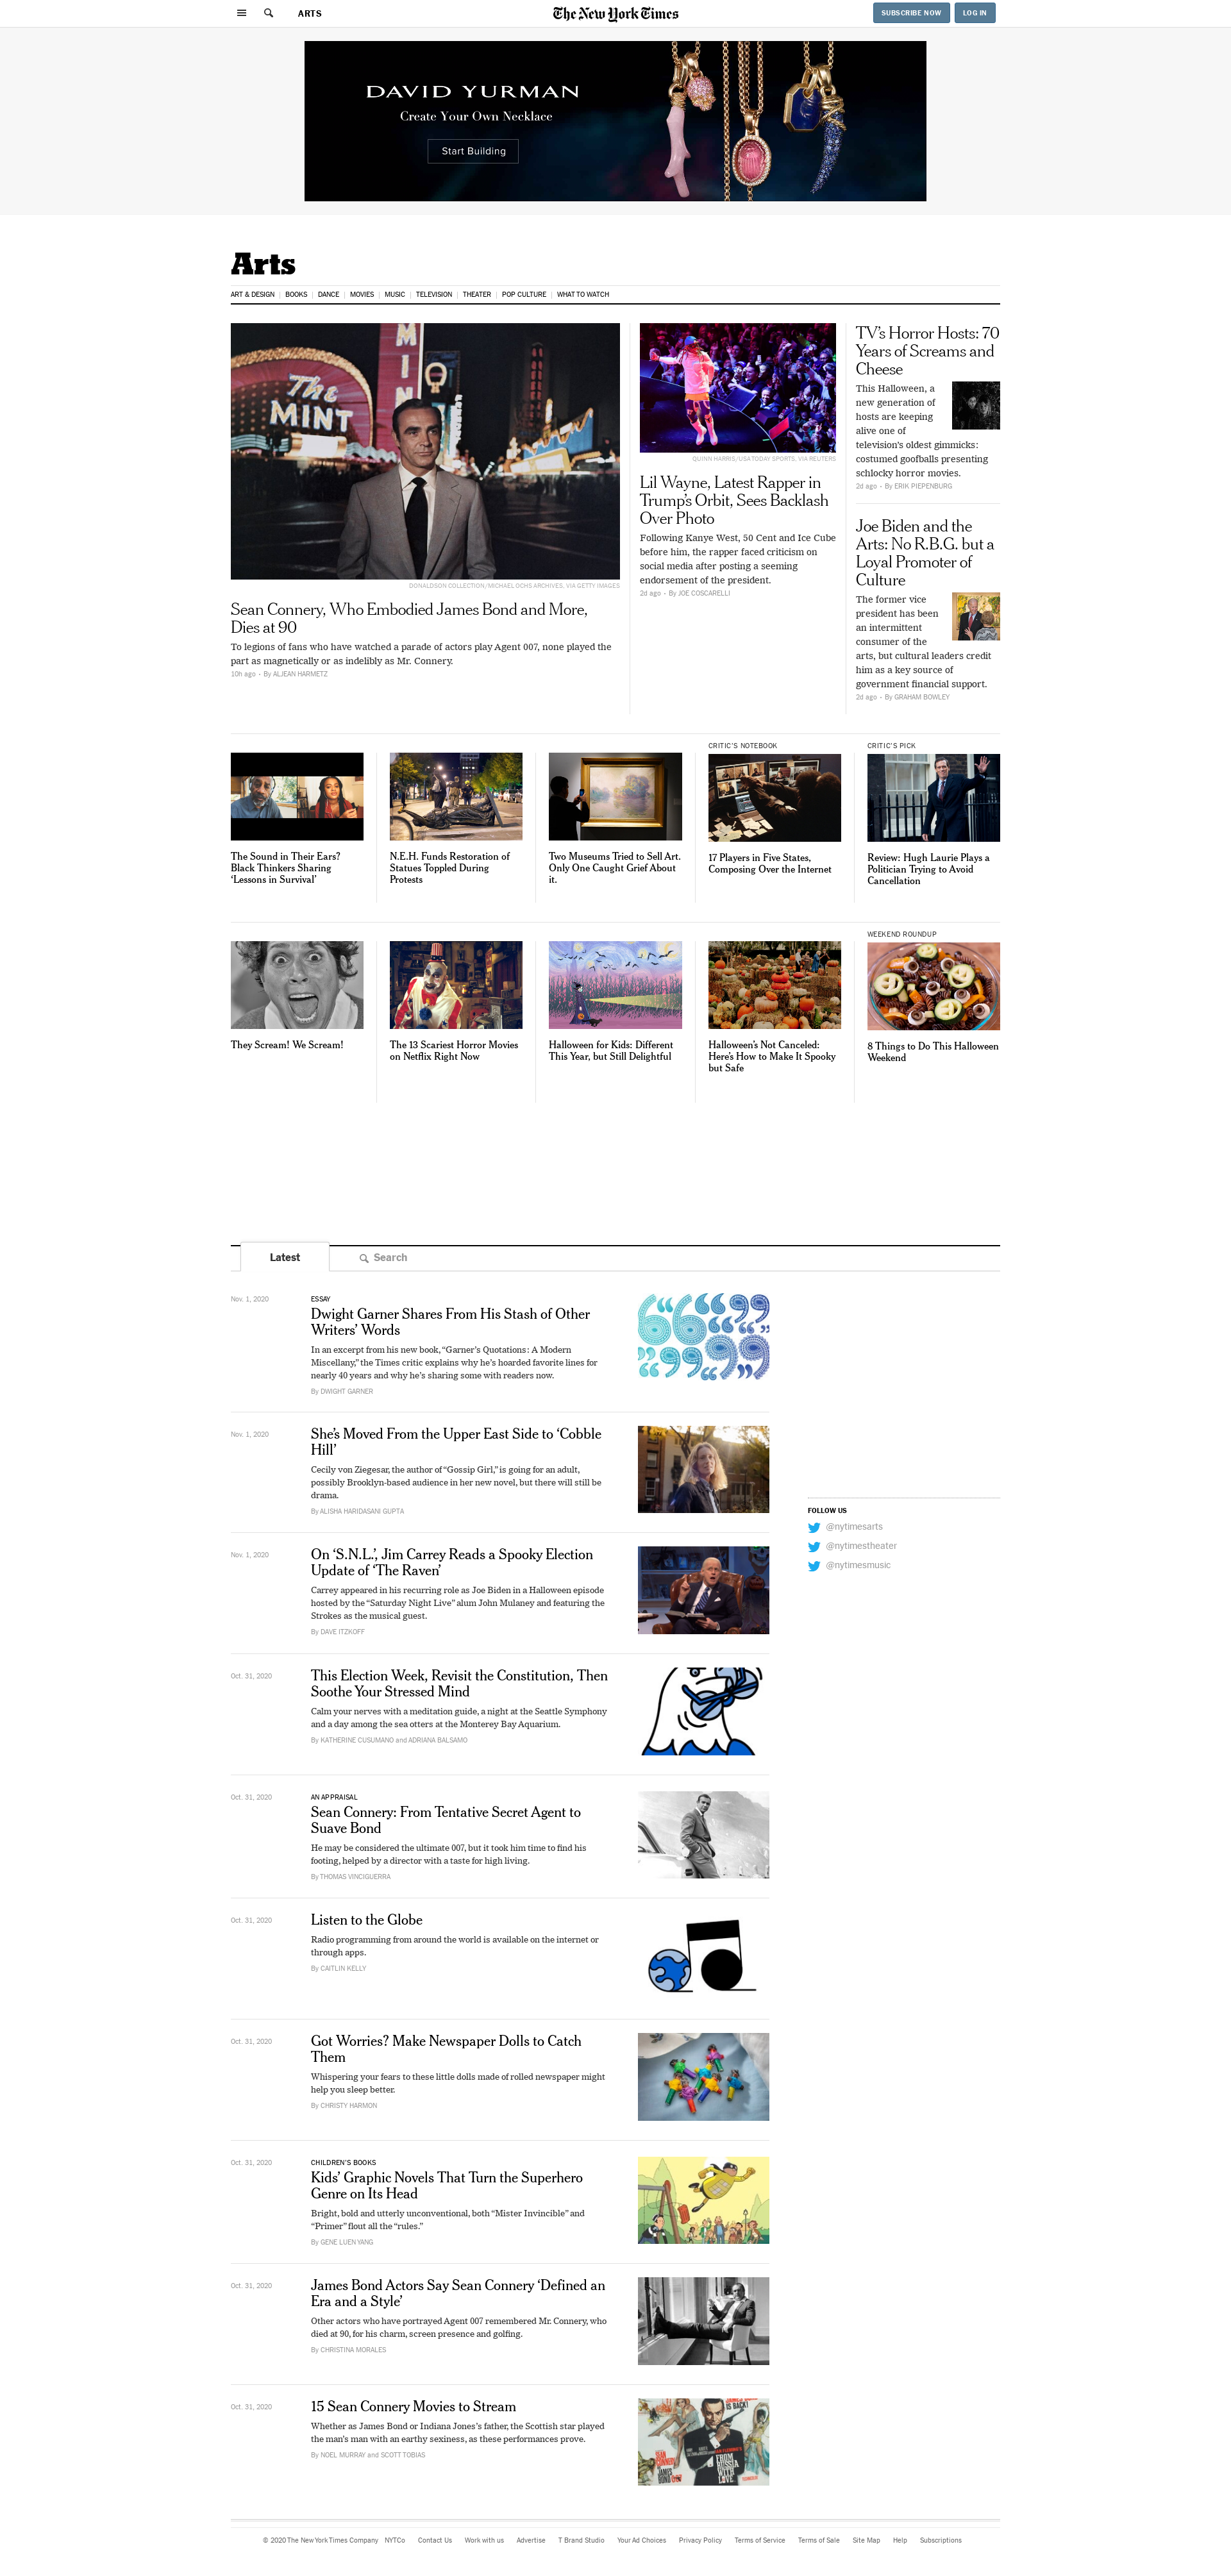 ARTS
The New York Times
SUBSCRIBE NOW
LOG IN
DAVID YURMAN
Create Your Own Necklace
Start Building
Arts
ART & DESIGN | BOOKS | DANCE | MOVIES | MUSIC | TELEVISION | THEATER | POP CULTURE | WHAT TO WATCH
The
MINT
MIN
DONALDSON COLLECTION/MICHAEL OCHS ARCHIVES, VIA GETTY IMAGES
Sean Connery, Who Embodied James Bond and More,
Dies at 90
To legions of fans who have watched a parade of actors play Agent 007, none played the
part as magnetically or as indelibly as Mr. Connery.
10h ago - By ALJEAN HARMETZ
QUINN HARRIS/USA TODAY SPORTS, VIA REUTERS
Lil Wayne, Latest Rapper in
Trump’s Orbit, Sees Backlash
Over Photo
Following Kanye West, 50 Cent and Ice Cube
before him, the rapper faced criticism on
social media after posting a seeming
endorsement of the president.
2d ago - By JOE COSCARELLI
TV’s Horror Hosts: 70
Years of Screams and
Cheese
This Halloween, a
new generation of
hosts are keeping
alive one of
television’s oldest gimmicks:
costumed goofballs presenting
schlocky horror movies.
2d ago - By ERIK PIEPENBURG
Joe Biden and the
Arts: No R.B.G. but a
Loyal Promoter of
Culture
The former vice
president has been
an intermittent
consumer of the
arts, but cultural leaders credit
him as a key source of
government financial support.
2d ago - By GRAHAM BOWLEY
The Sound in Their Ears?
Black Thinkers Sharing
‘Lessons in Survival’
N.E.H. Funds Restoration of
Statues Toppled During
Protests
Two Museums Tried to Sell Art.
Only One Caught Grief About
it.
CRITIC’S NOTEBOOK
17 Players in Five States,
Composing Over the Internet
CRITIC’S PICK
Review: Hugh Laurie Plays a
Politician Trying to Avoid
Cancellation
They Scream! We Scream!
The 13 Scariest Horror Movies
on Netflix Right Now
Halloween for Kids: Different
This Year, but Still Delightful
Halloween’s Not Canceled:
Here’s How to Make It Spooky
but Safe
WEEKEND ROUNDUP
8 Things to Do This Halloween
Weekend
Latest
Search
Nov. 1, 2020
ESSAY
Dwight Garner Shares From His Stash of Other
Writers’ Words
In an excerpt from his new book, “Garner’s Quotations: A Modern
Miscellany,” the Times critic explains why he’s hoarded favorite lines for
nearly 40 years and why he’s sharing some with readers now.
By DWIGHT GARNER
Nov. 1, 2020
She’s Moved From the Upper East Side to ‘Cobble
Hill’
Cecily von Ziegesar, the author of “Gossip Girl,” is going for an adult,
possibly Brooklyn-based audience in her new novel, but there will still be
drama.
By ALISHA HARIDASANI GUPTA
Nov. 1, 2020
On ‘S.N.L.’, Jim Carrey Reads a Spooky Election
Update of ‘The Raven’
Carrey appeared in his recurring role as Joe Biden in a Halloween episode
hosted by the “Saturday Night Live” alum John Mulaney and featuring the
Strokes as the musical guest.
By DAVE ITZKOFF
FOLLOW US
@nytimesarts
@nytimestheater
@nytimesmusic
Oct. 31, 2020
This Election Week, Revisit the Constitution, Then
Soothe Your Stressed Mind
Calm your nerves with a meditation guide, a night at the Seattle Symphony
and a day among the sea otters at the Monterey Bay Aquarium.
By KATHERINE CUSUMANO and ADRIANA BALSAMO
Oct. 31, 2020
AN APPRAISAL
Sean Connery: From Tentative Secret Agent to
Suave Bond
He may be considered the ultimate 007, but it took him time to find his
footing, helped by a director with a taste for high living.
By THOMAS VINCIGUERRA
Oct. 31, 2020
Listen to the Globe
Radio programming from around the world is available on the internet or
through apps.
By CAITLIN KELLY
Oct. 31, 2020
Got Worries? Make Newspaper Dolls to Catch
Them
Whispering your fears to these little dolls made of rolled newspaper might
help you sleep better.
By CHRISTY HARMON
Oct. 31, 2020
CHILDREN’S BOOKS
Kids’ Graphic Novels That Turn the Superhero
Genre on Its Head
Bright, bold and utterly unconventional, both “Mister Invincible” and
“Primer” flout all the “rules.”
By GENE LUEN YANG
Oct. 31, 2020
James Bond Actors Say Sean Connery ‘Defined an
Era and a Style’
Other actors who have portrayed Agent 007 remembered Mr. Connery, who
died at 90, for his charm, screen presence and golfing.
By CHRISTINA MORALES
Oct. 31, 2020
15 Sean Connery Movies to Stream
Whether as James Bond or Indiana Jones’s father, the Scottish star played
the man’s man with an earthy sexiness, as these performances prove.
By NOEL MURRAY and SCOTT TOBIAS
IS BACK!
SEAN CONNERY
JAMES BOND
FROM
RUSSIA
WITH
LOVE
© 2020 The New York Times Company NYTCo Contact Us Work with us Advertise T Brand Studio Your Ad Choices Privacy Policy Terms of Service Terms of Sale Site Map Help Subscriptions